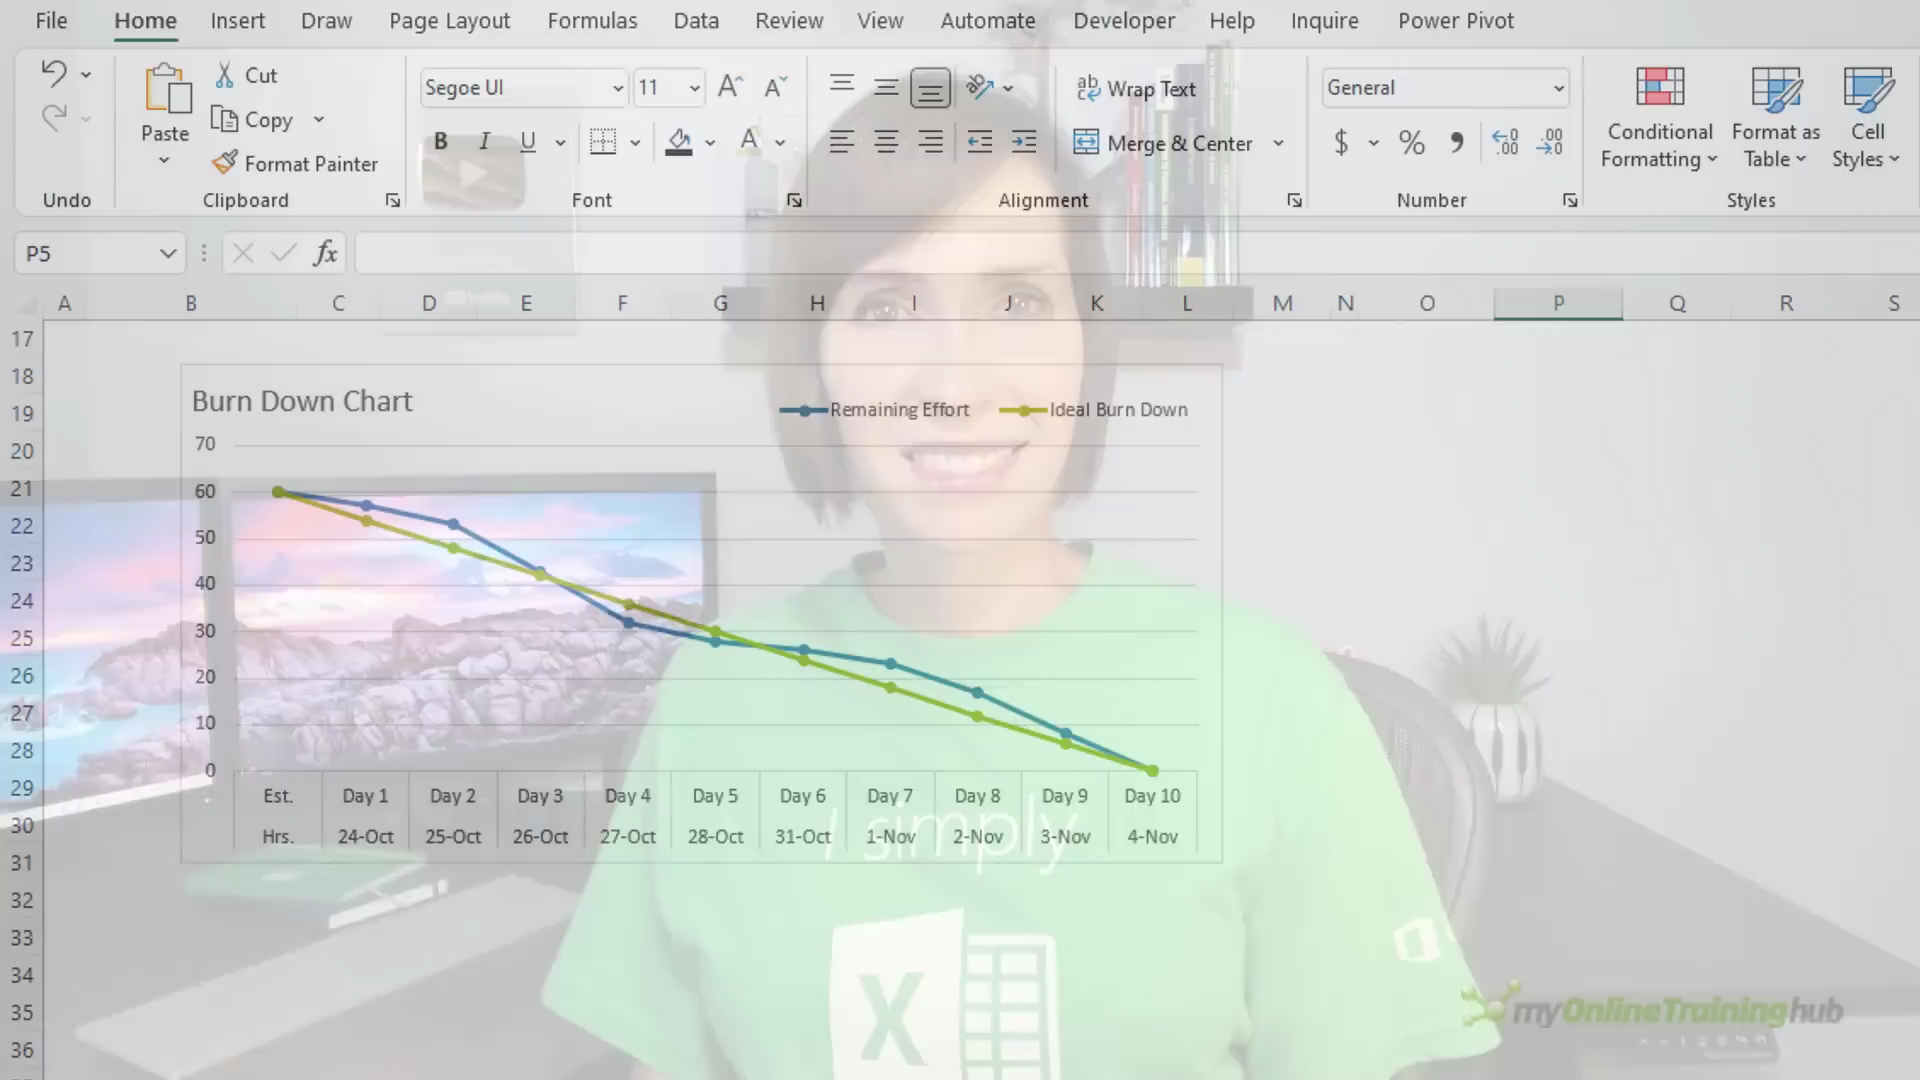 File Home Insert Draw Page Layout Formulas Data Review View Automate Developer Help Inquire Power Pivot
Cut
Copy
Format Painter
Paste
Undo
Clipboard
Segoe UI 11
B I U
Font
ab Wrap Text
Merge & Center
Alignment
General
$ % 9
Number
Conditional Formatting
Format as Table
Cell Styles
Styles
P5
fx
A B C D E F G H I J K L M N O P Q R S
17
18
19
20
21
22
23
24
25
26
27
28
29
30
31
32
33
34
35
36
Burn Down Chart
Remaining Effort Ideal Burn Down
70
60
50
40
30
20
10
0
Est. Day 1 Day 2 Day 3 Day 4 Day 5 Day 6 Day 7 Day 8 Day 9 Day 10
Hrs. 24-Oct 25-Oct 26-Oct 27-Oct 28-Oct 31-Oct 1-Nov 2-Nov 3-Nov 4-Nov
I simply
X
myOnlineTraininghub